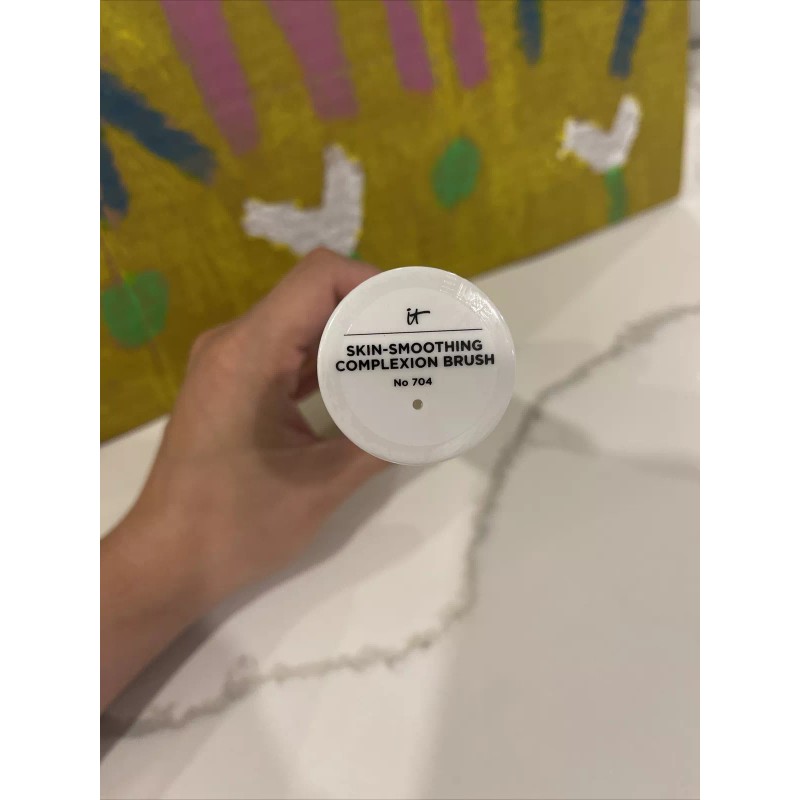 it
SKIN-SMOOTHING
COMPLEXION BRUSH
No 704